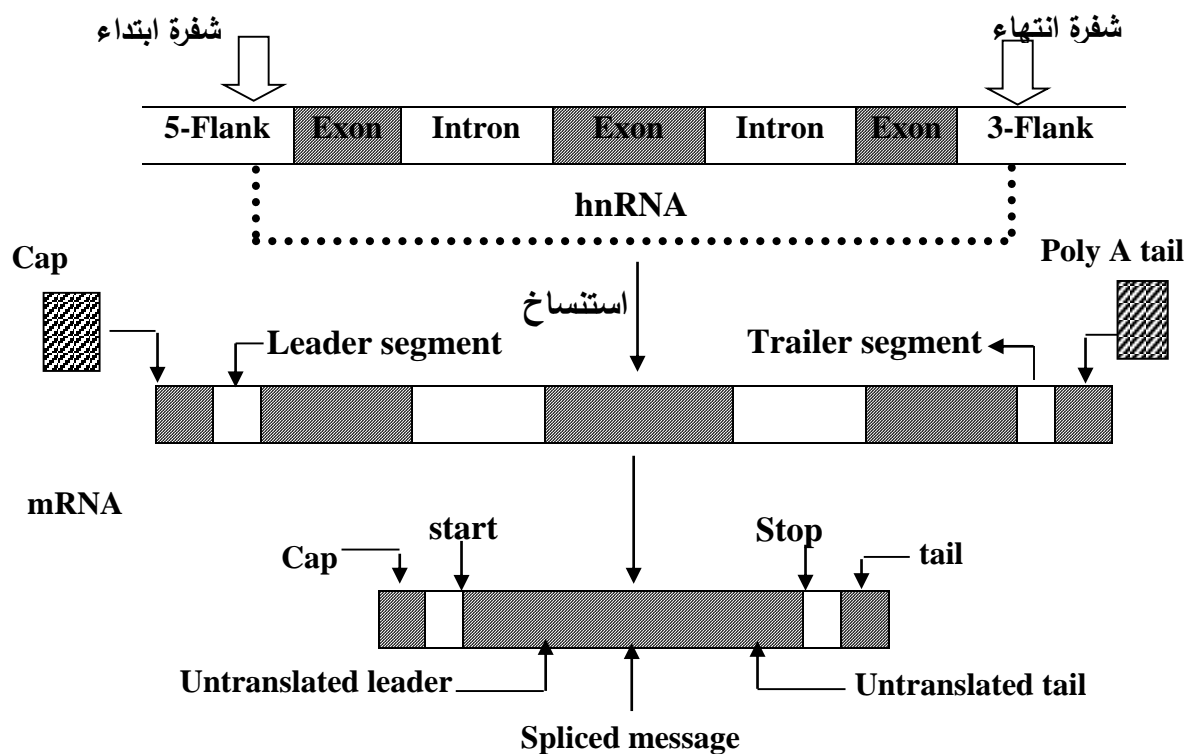 شفرة ابتداء
شفرة انتهاء
5-Flank Exon Intron Exon Intron Exon 3-Flank
hnRNA
Cap
Poly A tail
استنساخ
Leader segment
Trailer segment
mRNA
start
Stop
Cap
tail
Untranslated leader
Untranslated tail
Spliced message